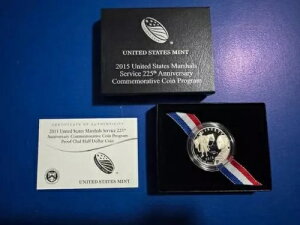 UNITED STATES MINT
2015 United States Marshals
Service 225th Anniversary
Commemorative Coin Program
CERTIFICATE OF AUTHENTICITY
2015 United States Marshals Service 225th
Anniversary Commemorative Coin Program
Proof Clad Half Dollar Coin
UNITED STATES MINT